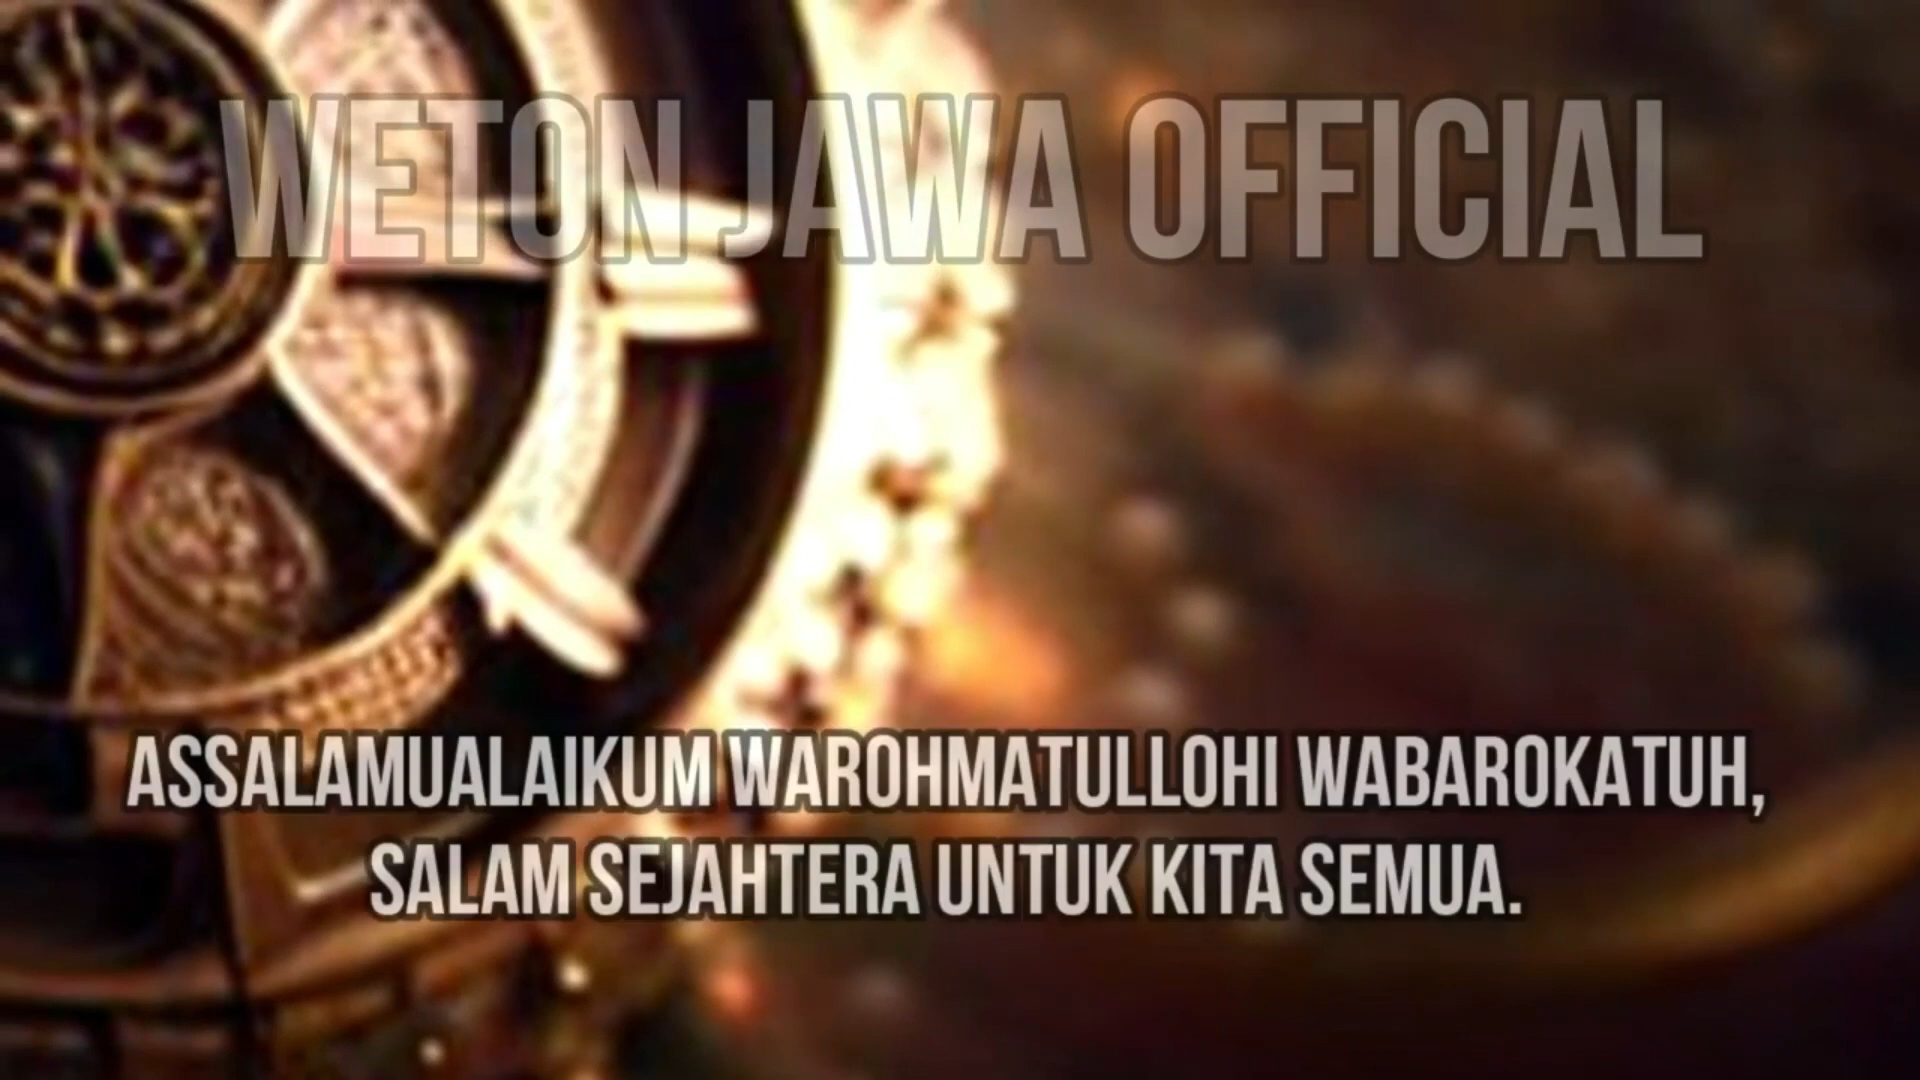 WETON JAWA OFFICIAL
ASSALAMUALAIKUM WAROHMATULLOHI WABAROKATUH,
SALAM SEJAHTERA UNTUK KITA SEMUA.